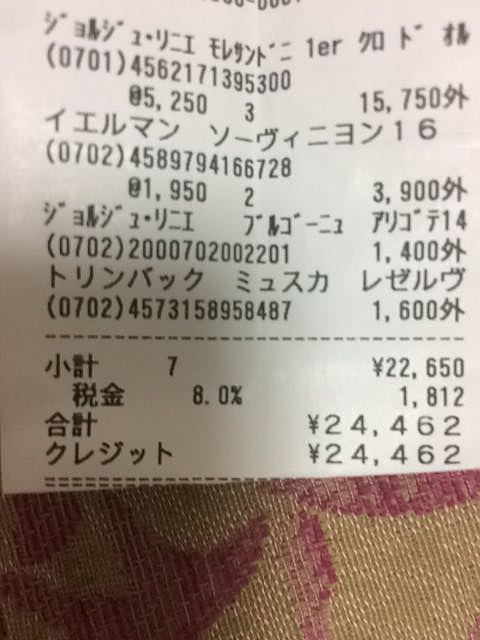 ｼﾞｮﾙｼﾞｭ･ﾘﾆｴ ﾓﾚｻﾝﾄﾞﾆ 1er ｸﾛ ﾄﾞ ｵﾙ
(0701)4562171395300
@5,250 3 15,750外
イエルマン ソーヴィニヨン１６
(0702)4589794166728
@1,950 2 3,900外
ｼﾞｮﾙｼﾞｭ･ﾘﾆｴ ﾌﾞﾙｺﾞｰﾆｭ ｱﾘｺﾞﾃ14
(0702)2000702002201 1,400外
トリンバック ミュスカ レゼルヴ
(0702)4573158958487 1,600外
小計 7 ¥22,650
税金 8.0% 1,812
合計 ¥２４,４６２
クレジット ¥２４,４６２